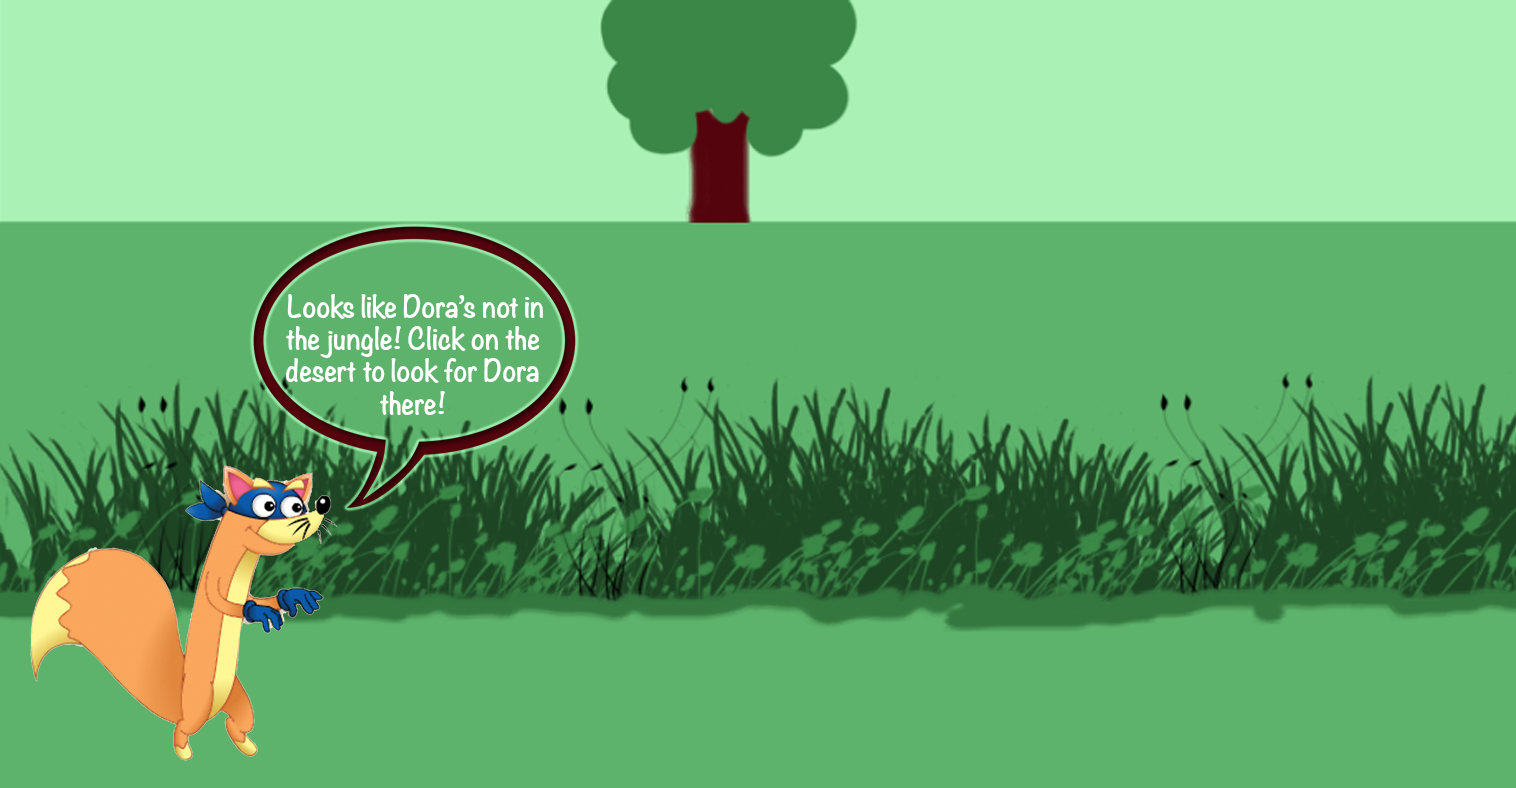 Looks like Dora's not in
the jungle! Click on the
desert to look for Dora
there!